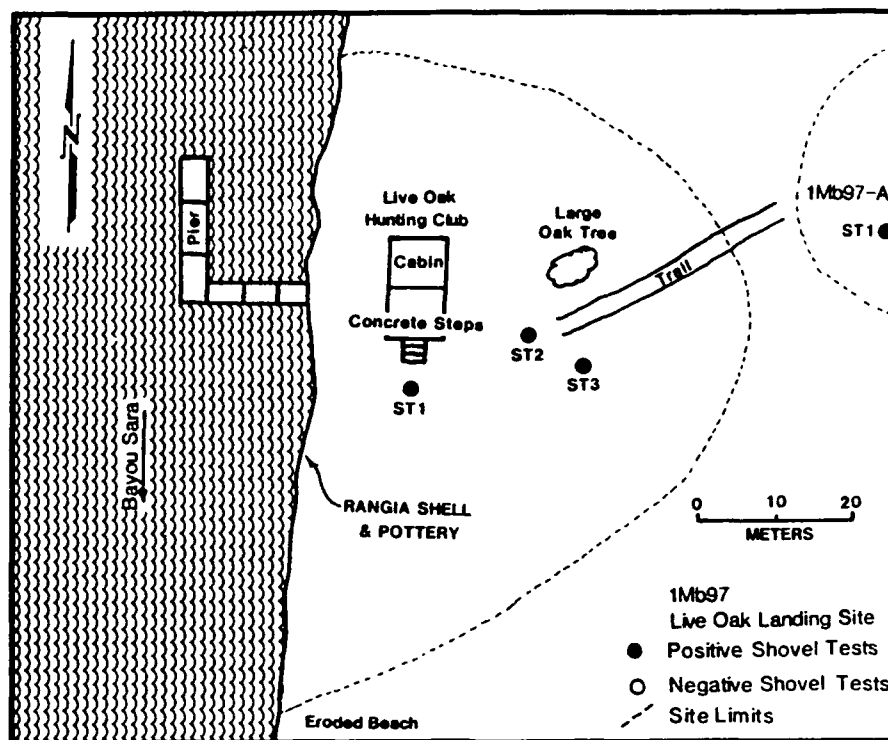 N
Pier
Live Oak
Hunting Club
Cabin
Concrete Steps
ST1
Large
Oak Tree
Trail
ST2
ST3
1Mb97-A
ST1
Bayou Sara
RANGIA SHELL
& POTTERY
0 10 20
METERS
1Mb97
Live Oak Landing Site
Positive Shovel Tests
Negative Shovel Tests
Site Limits
Eroded Beach